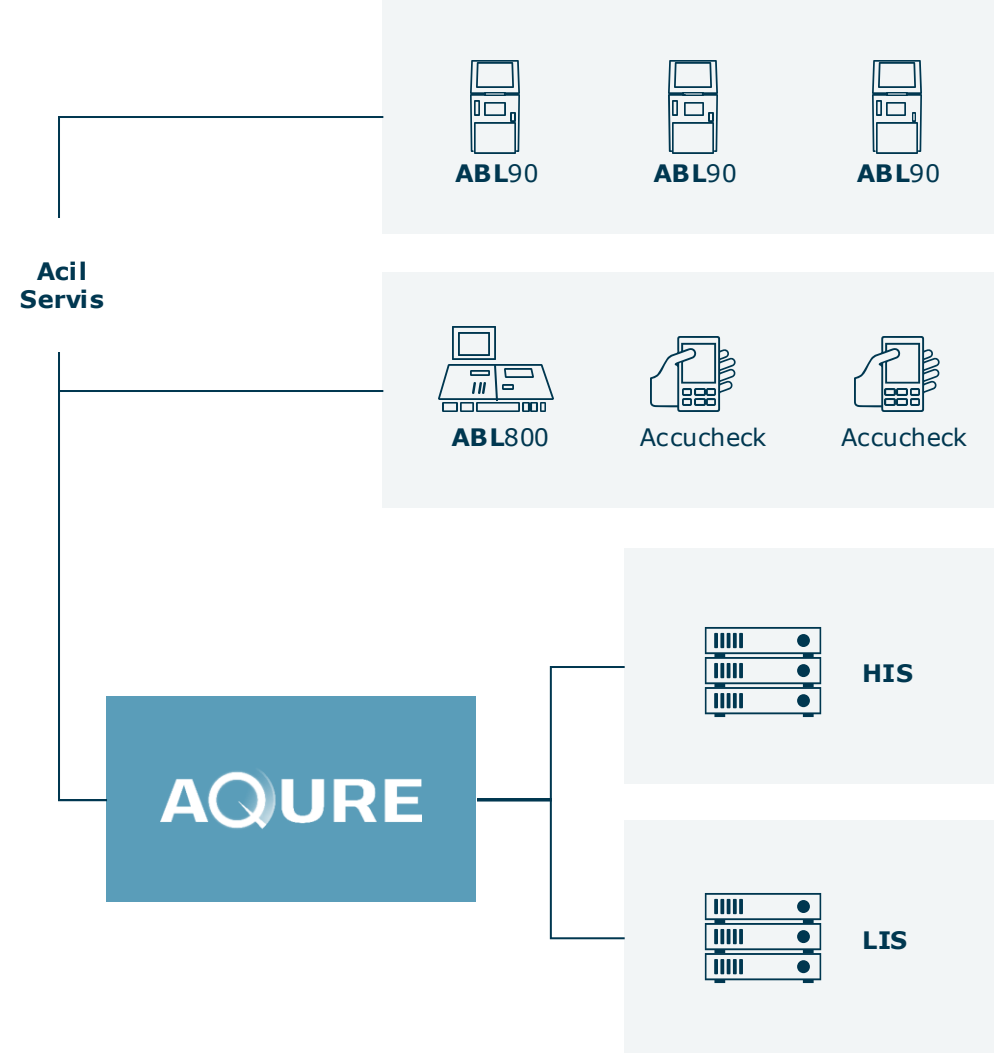 ABL90
ABL90
ABL90
Acil
Servis
ABL800
Accucheck
Accucheck
HIS
AQURE
LIS